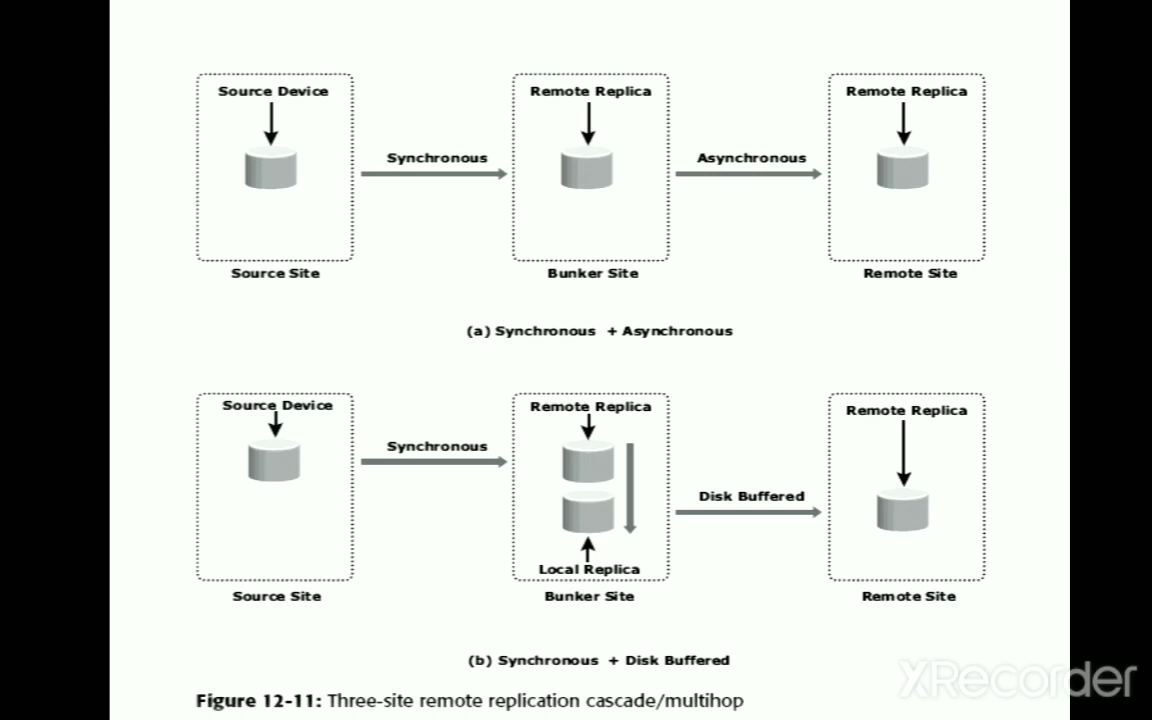 Source Device
Remote Replica
Remote Replica
Synchronous
Asynchronous
Source Site
Bunker Site
Remote Site
(a) Synchronous + Asynchronous
Source Device
Remote Replica
Remote Replica
Synchronous
Disk Buffered
Local Replica
Source Site
Bunker Site
Remote Site
(b) Synchronous + Disk Buffered
Figure 12-11: Three-site remote replication cascade/multihop
XRecorder